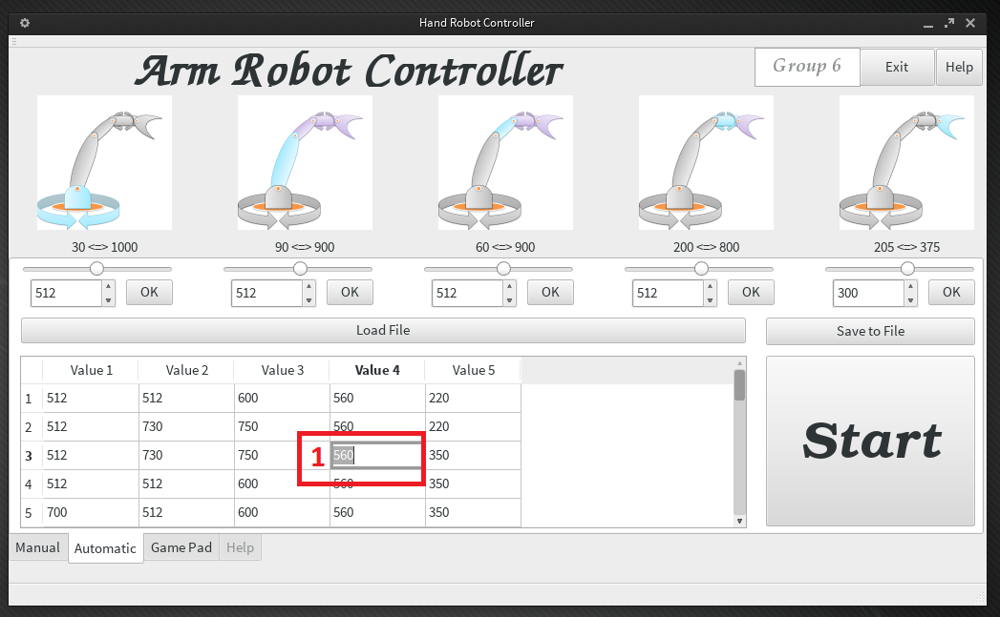 Hand Robot Controller
Arm Robot Controller
Group 6
Exit
Help
30 <=> 1000
90 <=> 900
60 <=> 900
200 <=> 800
205 <=> 375
512 OK
512 OK
512 OK
512 OK
300 OK
Load File
Save to File
Value 1 Value 2 Value 3 Value 4 Value 5
1 512 512 600 560 220
2 512 730 750 560 220
3 512 730 750 1 560 350
4 512 512 600 560 350
5 700 512 600 560 350
Start
Manual Automatic Game Pad Help